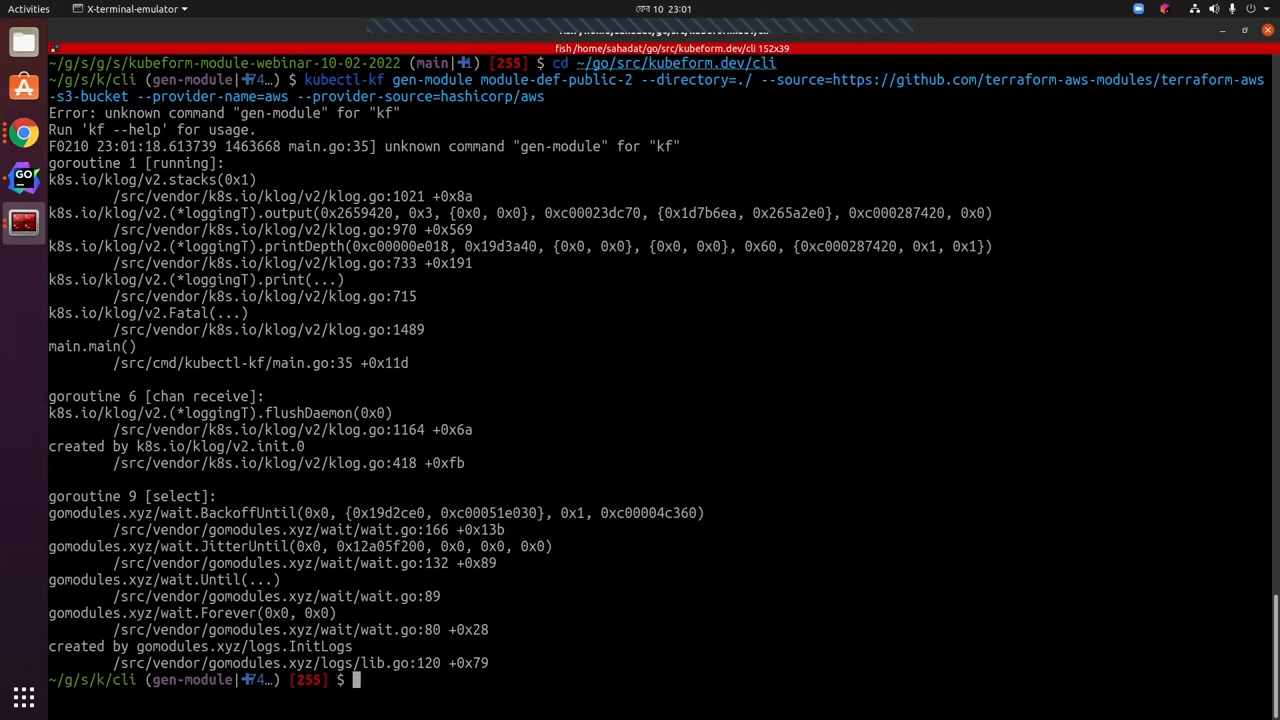 Activities
X-terminal-emulator
ফেব 10 23:01
fish /home/sahadat/go/src/kubeform.dev/cli 152x39
~/g/s/g/s/kubeform-module-webinar-10-02-2022 (main|✚1) [255] $ cd ~/go/src/kubeform.dev/cli
~/g/s/k/cli (gen-module|✚74…) $ kubectl-kf gen-module module-def-public-2 --directory=./ --source=https://github.com/terraform-aws-modules/terraform-aws
-s3-bucket --provider-name=aws --provider-source=hashicorp/aws
Error: unknown command "gen-module" for "kf"
Run 'kf --help' for usage.
F0210 23:01:18.613739 1463668 main.go:35] unknown command "gen-module" for "kf"
goroutine 1 [running]:
k8s.io/klog/v2.stacks(0x1)
/src/vendor/k8s.io/klog/v2/klog.go:1021 +0x8a
k8s.io/klog/v2.(*loggingT).output(0x2659420, 0x3, {0x0, 0x0}, 0xc00023dc70, {0x1d7b6ea, 0x265a2e0}, 0xc000287420, 0x0)
/src/vendor/k8s.io/klog/v2/klog.go:970 +0x569
k8s.io/klog/v2.(*loggingT).printDepth(0xc00000e018, 0x19d3a40, {0x0, 0x0}, {0x0, 0x0}, 0x60, {0xc000287420, 0x1, 0x1})
/src/vendor/k8s.io/klog/v2/klog.go:733 +0x191
k8s.io/klog/v2.(*loggingT).print(...)
/src/vendor/k8s.io/klog/v2/klog.go:715
k8s.io/klog/v2.Fatal(...)
/src/vendor/k8s.io/klog/v2/klog.go:1489
main.main()
/src/cmd/kubectl-kf/main.go:35 +0x11d
goroutine 6 [chan receive]:
k8s.io/klog/v2.(*loggingT).flushDaemon(0x0)
/src/vendor/k8s.io/klog/v2/klog.go:1164 +0x6a
created by k8s.io/klog/v2.init.0
/src/vendor/k8s.io/klog/v2/klog.go:418 +0xfb
goroutine 9 [select]:
gomodules.xyz/wait.BackoffUntil(0x0, {0x19d2ce0, 0xc00051e030}, 0x1, 0xc00004c360)
/src/vendor/gomodules.xyz/wait/wait.go:166 +0x13b
gomodules.xyz/wait.JitterUntil(0x0, 0x12a05f200, 0x0, 0x0, 0x0)
/src/vendor/gomodules.xyz/wait/wait.go:132 +0x89
gomodules.xyz/wait.Until(...)
/src/vendor/gomodules.xyz/wait/wait.go:89
gomodules.xyz/wait.Forever(0x0, 0x0)
/src/vendor/gomodules.xyz/wait/wait.go:80 +0x28
created by gomodules.xyz/logs.InitLogs
/src/vendor/gomodules.xyz/logs/lib.go:120 +0x79
~/g/s/k/cli (gen-module|✚74…) [255] $